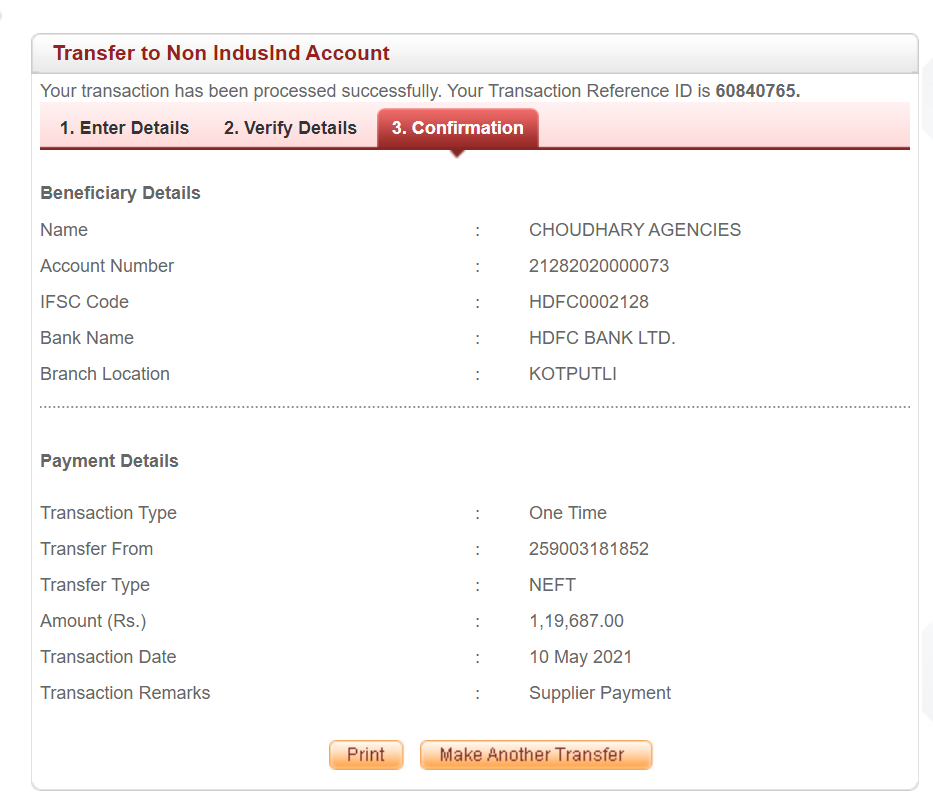 Transfer to Non IndusInd Account
Your transaction has been processed successfully. Your Transaction Reference ID is 60840765.
1. Enter Details 2. Verify Details 3. Confirmation
Beneficiary Details
Name : CHOUDHARY AGENCIES
Account Number : 21282020000073
IFSC Code : HDFC0002128
Bank Name : HDFC BANK LTD.
Branch Location : KOTPUTLI
Payment Details
Transaction Type : One Time
Transfer From : 259003181852
Transfer Type : NEFT
Amount (Rs.) : 1,19,687.00
Transaction Date : 10 May 2021
Transaction Remarks : Supplier Payment
Print Make Another Transfer